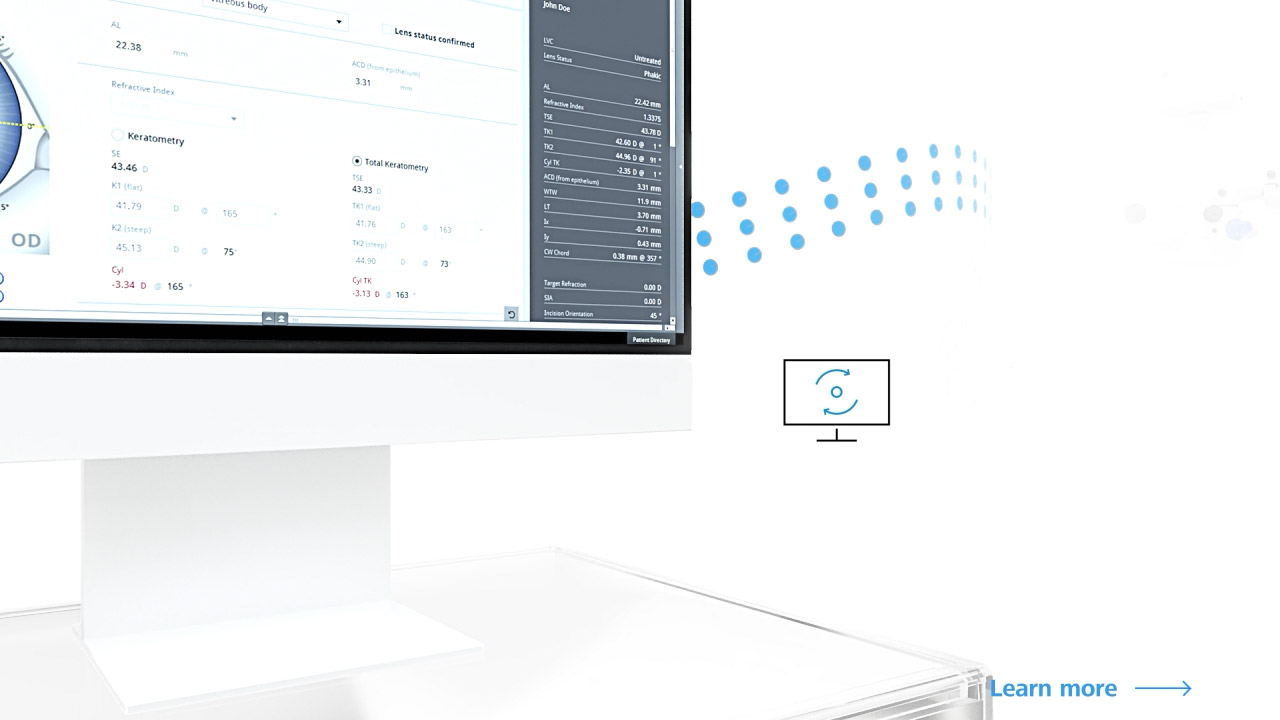 Vitreous body
Lens status confirmed
AL
22.38 mm
ACD (from epithelium)
3.31 mm
Refractive Index
0°
5°
OD
Keratometry
SE
43.46 D
K1 (flat)
41.79 D @ 165 °
K2 (steep)
45.13 D @ 75°
Cyl
-3.34 D @ 165 °
Total Keratometry
TSE
43.33 D
TK1 (flat)
41.76 D @ 163 °
TK2 (steep)
44.90 D @ 73°
Cyl TK
-3.13 D @ 163 °
John Doe
LVC Untreated
Lens Status Phakic
AL 22.42 mm
Refractive Index 1.3375
TSE 43.78 D
TK1 42.60 D @ 1 °
TK2 44.96 D @ 91 °
Cyl TK -2.35 D @ 1 °
ACD (from epithelium) 3.31 mm
WTW 11.9 mm
LT 3.70 mm
Ix -0.71 mm
Iy 0.43 mm
CW Chord 0.38 mm @ 357 °
Target Refraction 0.00 D
SIA 0.00 D
Incision Orientation 45 °
Patient Directory
Learn more